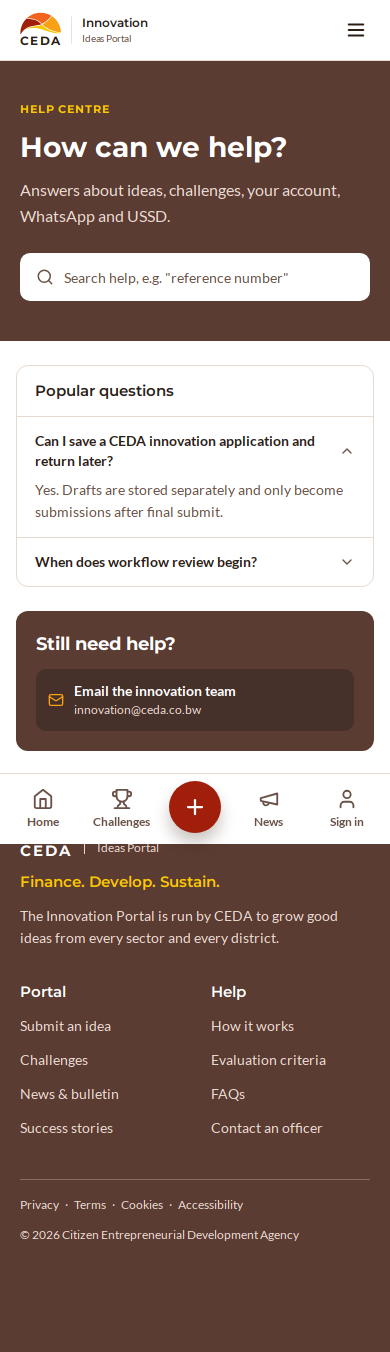 CEDA
Innovation
Ideas Portal
HELP CENTRE
How can we help?
Answers about ideas, challenges, your account,
WhatsApp and USSD.
Search help, e.g. "reference number"
Popular questions
Can I save a CEDA innovation application and
return later?
Yes. Drafts are stored separately and only become
submissions after final submit.
When does workflow review begin?
Still need help?
Email the innovation team
innovation@ceda.co.bw
Home
Challenges
News
Sign in
CEDA
Ideas Portal
Finance. Develop. Sustain.
The Innovation Portal is run by CEDA to grow good
ideas from every sector and every district.
Portal
Help
Submit an idea
How it works
Challenges
Evaluation criteria
News & bulletin
FAQs
Success stories
Contact an officer
Privacy · Terms · Cookies · Accessibility
© 2026 Citizen Entrepreneurial Development Agency